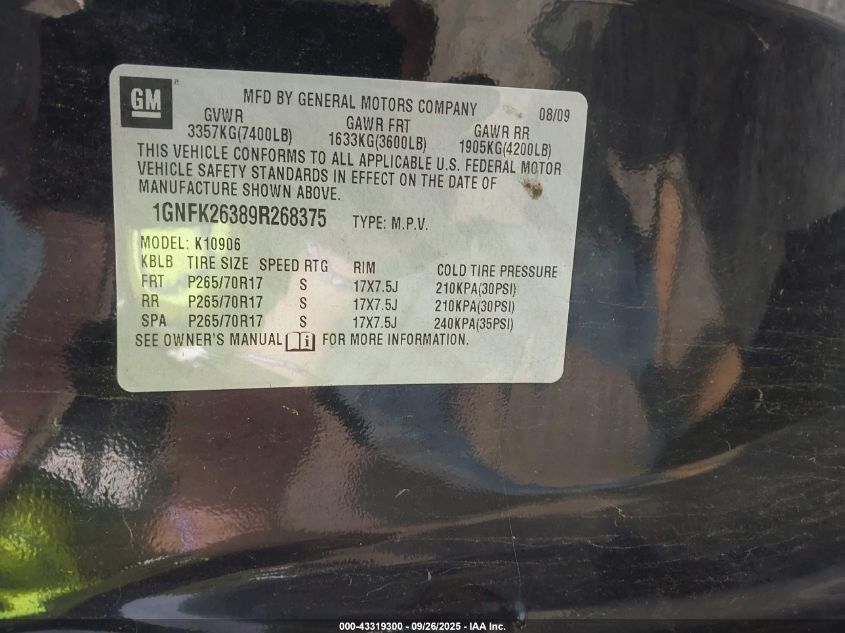 GM
MFD BY GENERAL MOTORS COMPANY 08/09
GVWR GAWR FRT GAWR RR
3357KG(7400LB) 1633KG(3600LB) 1905KG(4200LB)
THIS VEHICLE CONFORMS TO ALL APPLICABLE U.S. FEDERAL MOTOR
VEHICLE SAFETY STANDARDS IN EFFECT ON THE DATE OF
MANUFACTURE SHOWN ABOVE.
1GNFK26389R268375 TYPE: M.P.V.
MODEL: K10906
KBLB TIRE SIZE SPEED RTG RIM COLD TIRE PRESSURE
FRT P265/70R17 S 17X7.5J 210KPA(30PSI)
RR P265/70R17 S 17X7.5J 210KPA(30PSI)
SPA P265/70R17 S 17X7.5J 240KPA(35PSI)
SEE OWNER'S MANUAL FOR MORE INFORMATION.
000-43319300 - 09/26/2025 - IAA Inc.